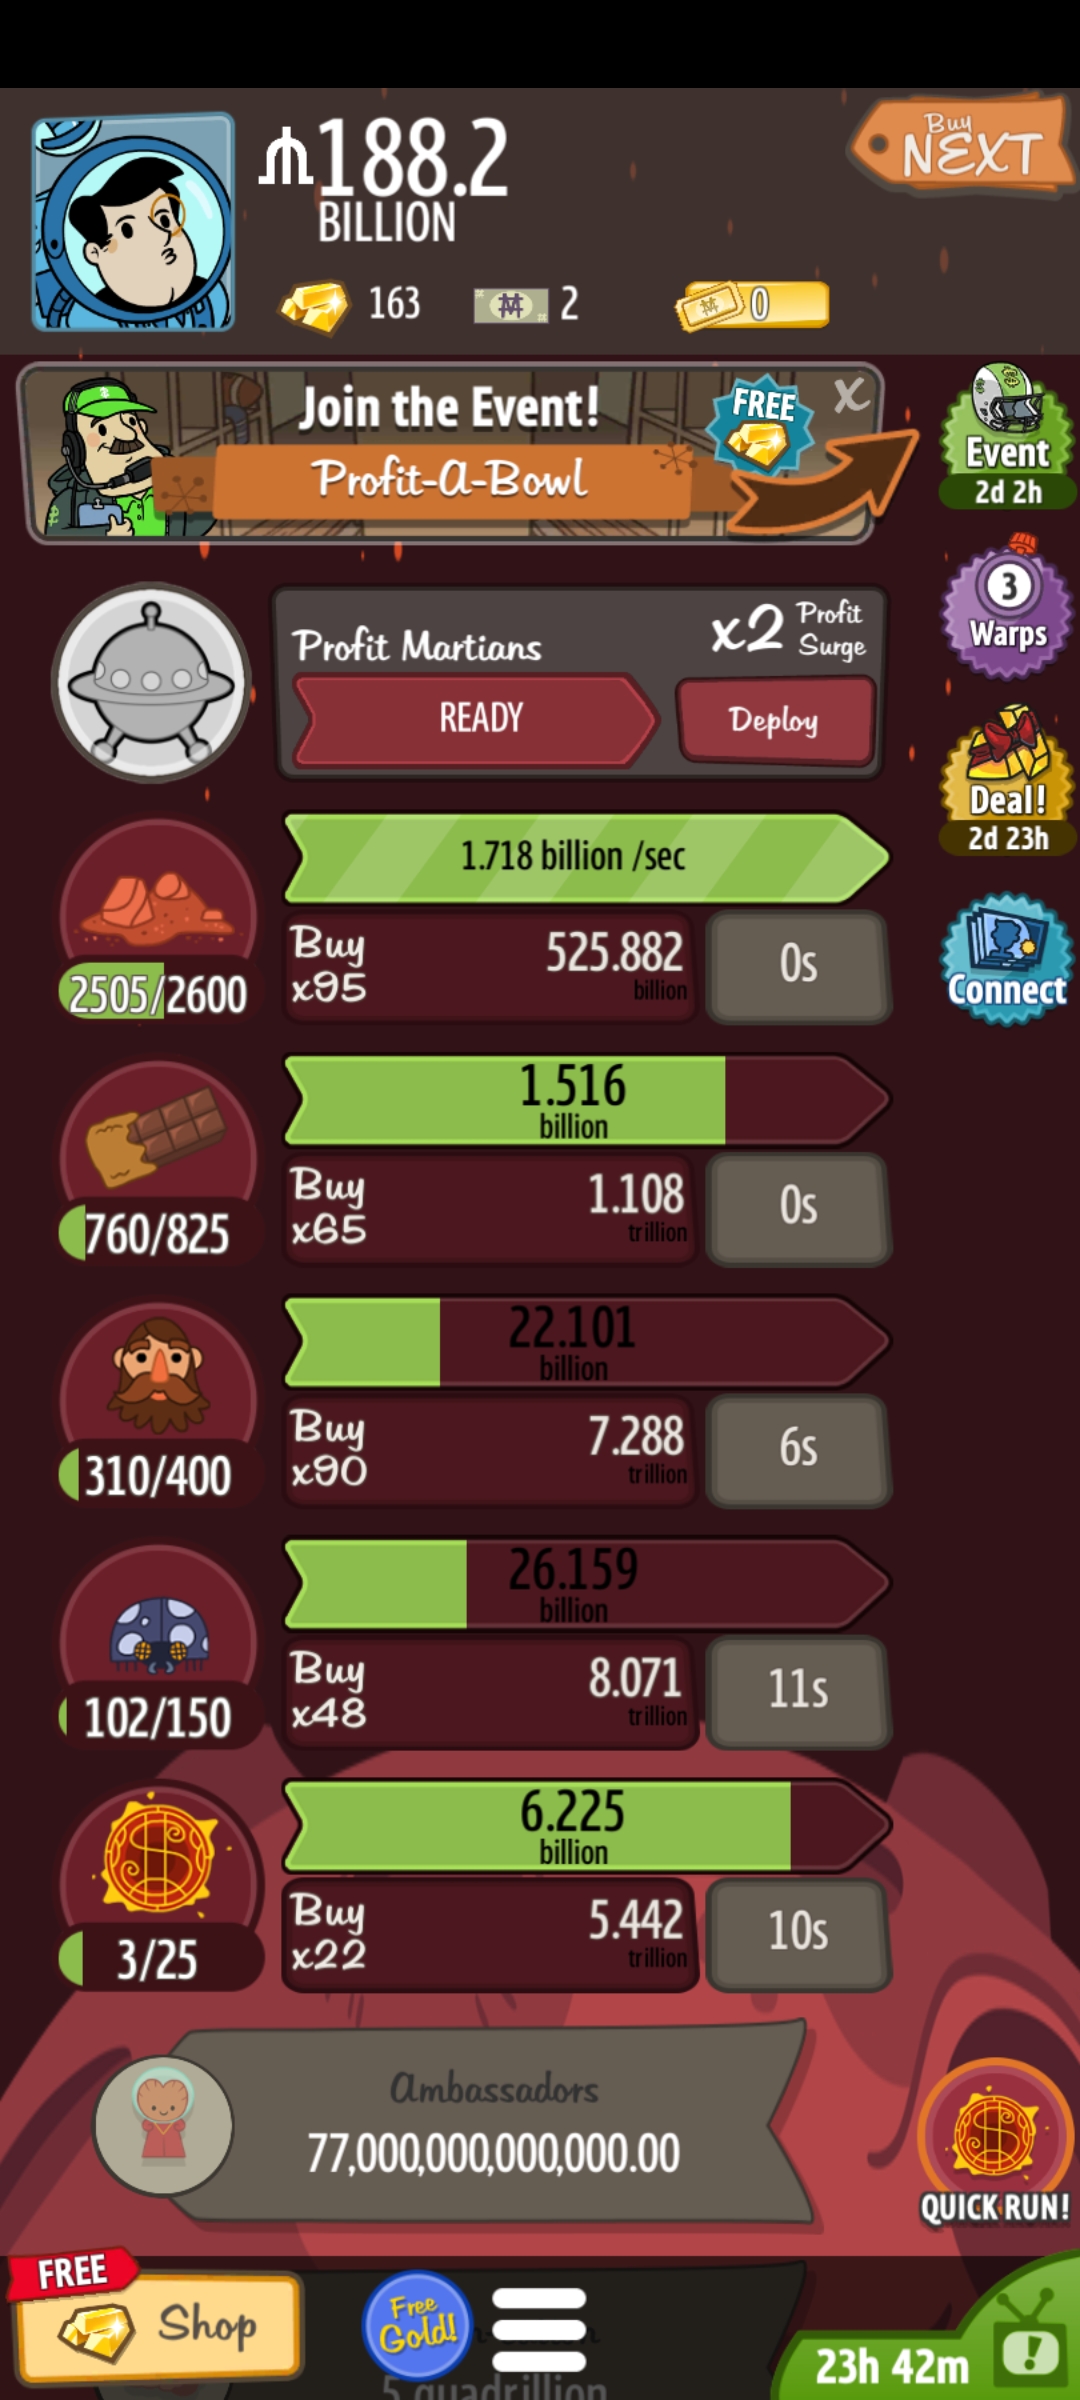 188.2
BILLION
Buy
NEXT
163
2
0
Join the Event!
Profit-A-Bowl
FREE
X
Event
2d 2h
3
Warps
Profit Martians
x2 Profit
Surge
READY
Deploy
Deal!
2d 23h
1.718 billion /sec
Buy
x95
525.882
billion
0s
2505/2600
Connect
1.516
billion
Buy
x65
1.108
trillion
0s
760/825
22.101
billion
Buy
x90
7.288
trillion
6s
310/400
26.159
billion
Buy
x48
8.071
trillion
11s
102/150
6.225
billion
Buy
x22
5.442
trillion
10s
3/25
Ambassadors
77,000,000,000,000.00
QUICK RUN!
FREE
Shop
Free
Gold!
5 quadrillion
23h 42m
!